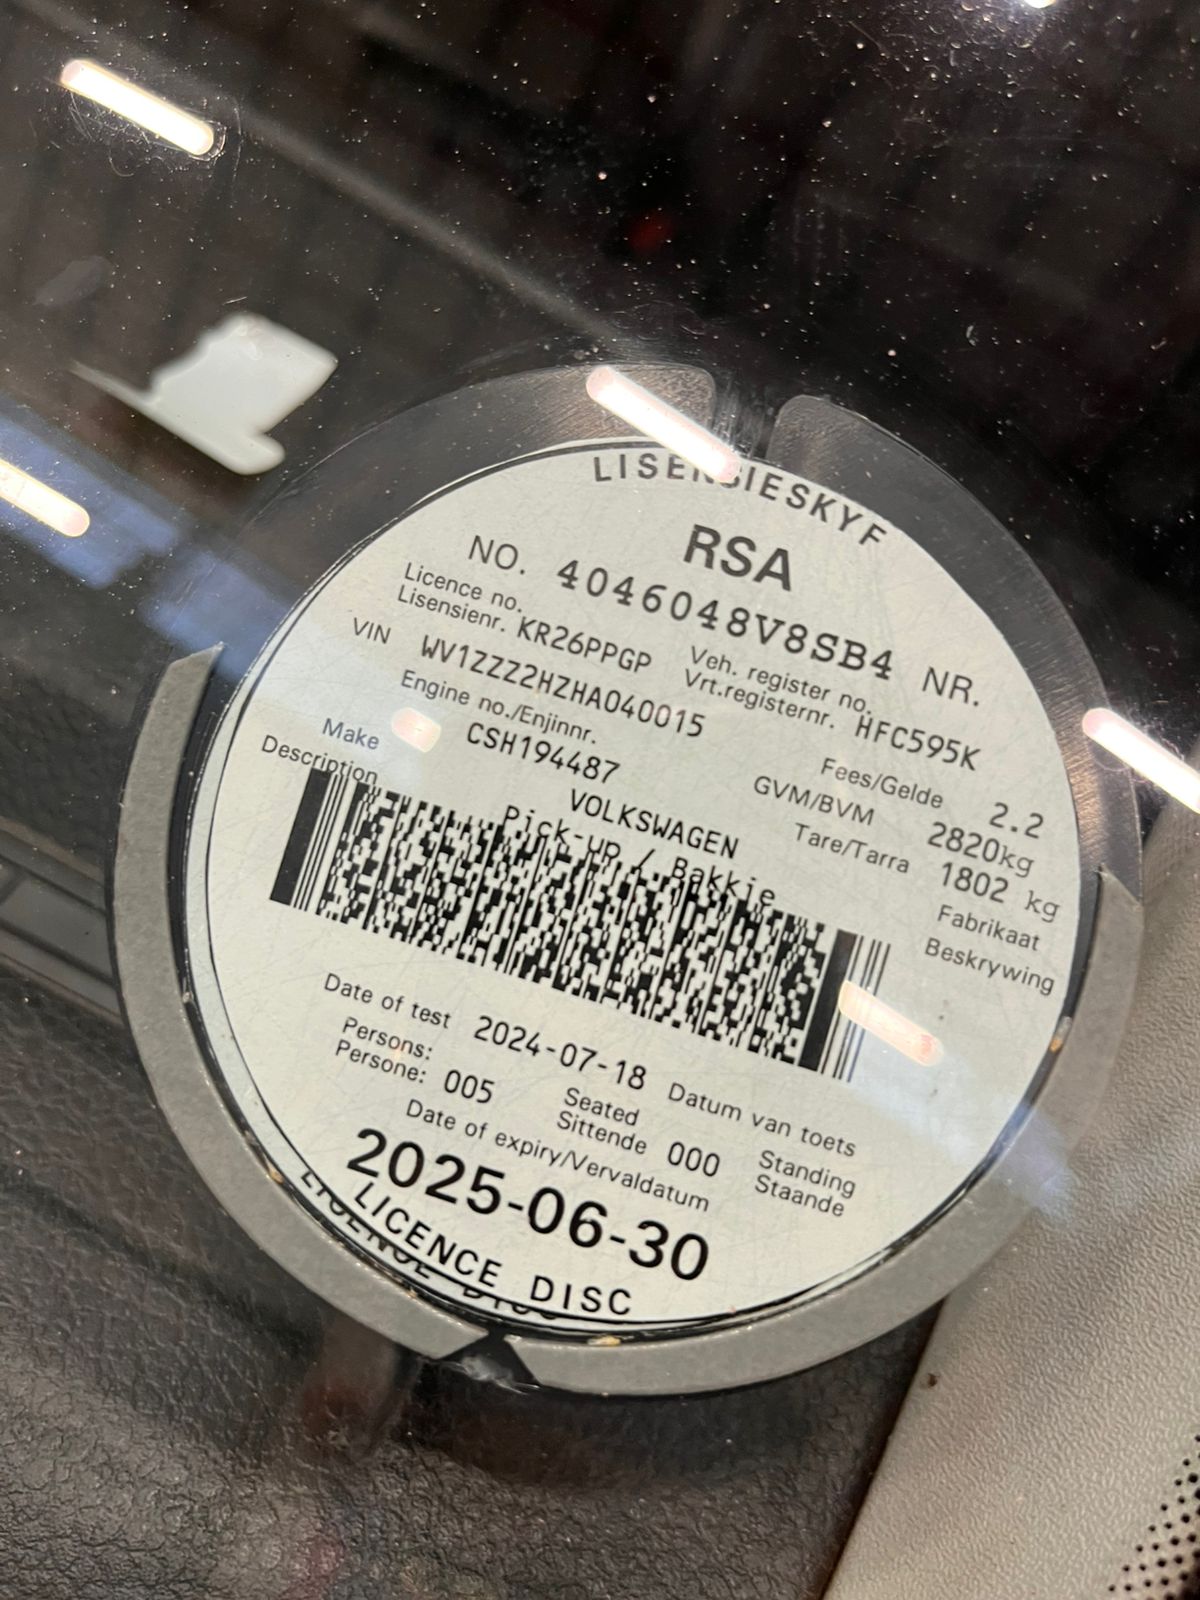 LISENSIESKYF
RSA
NO. 4046048V8SB4 NR.
Licence no. Veh. register no.
Lisensienr. KR26PPGP Vrt.registernr. HFC595K
VIN WV1ZZZ2HZHA040015 Fees/Gelde 2.2
Engine no./Enjinnr. GVM/BVM 2820kg
CSH194487 Tare/Tarra 1802 kg
Make VOLKSWAGEN Fabrikaat
Description Pick-up / Bakkie Beskrywing
Date of test 2024-07-18 Datum van toets
Persons: Seated Standing
Persone: 005 Sittende 000 Staande
Date of expiry/Vervaldatum
2025-06-30
LICENCE DISC
LICENCE DISC